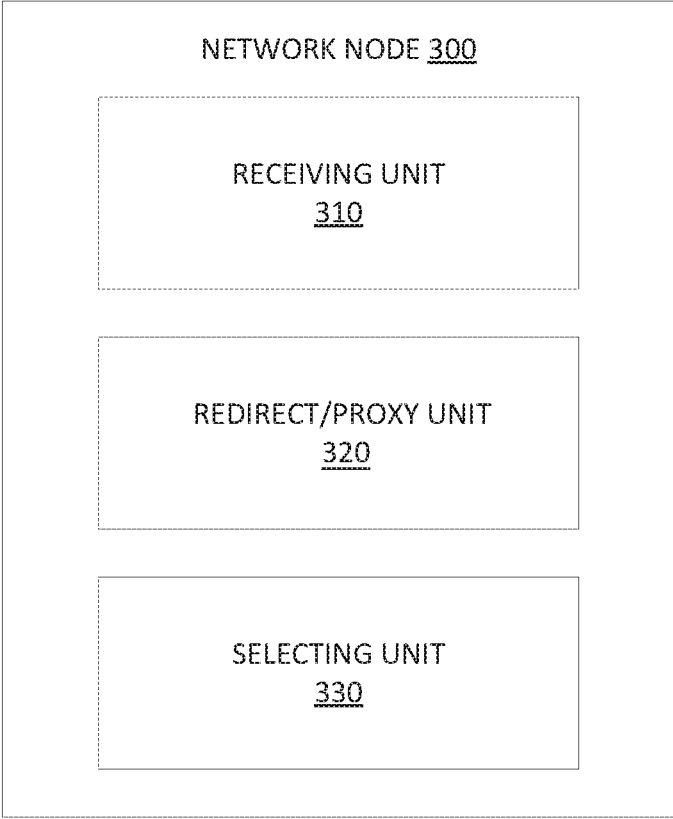 NETWORK NODE 300
RECEIVING UNIT
310
REDIRECT/PROXY UNIT
320
SELECTING UNIT
330